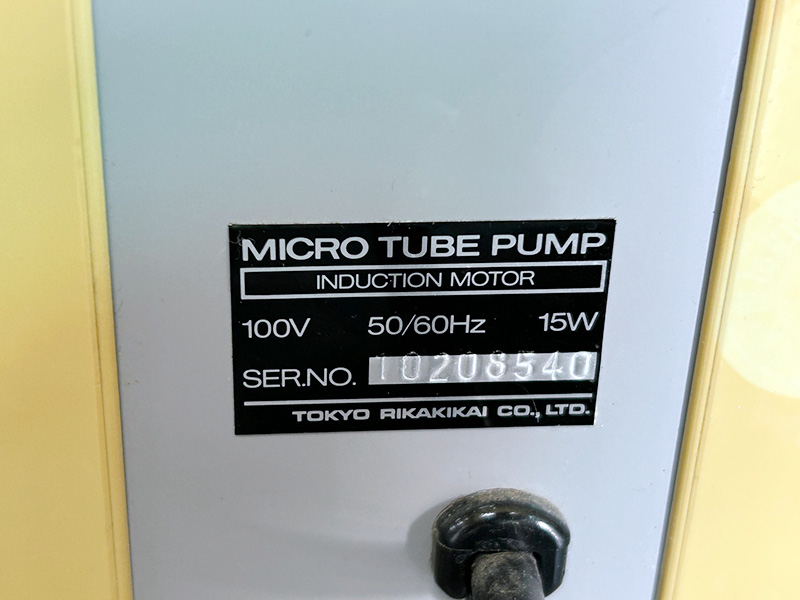 MICRO TUBE PUMP
INDUCTION MOTOR
100V 50/60Hz 15W
SER.NO. 10208540
TOKYO RIKAKIKAI CO., LTD.